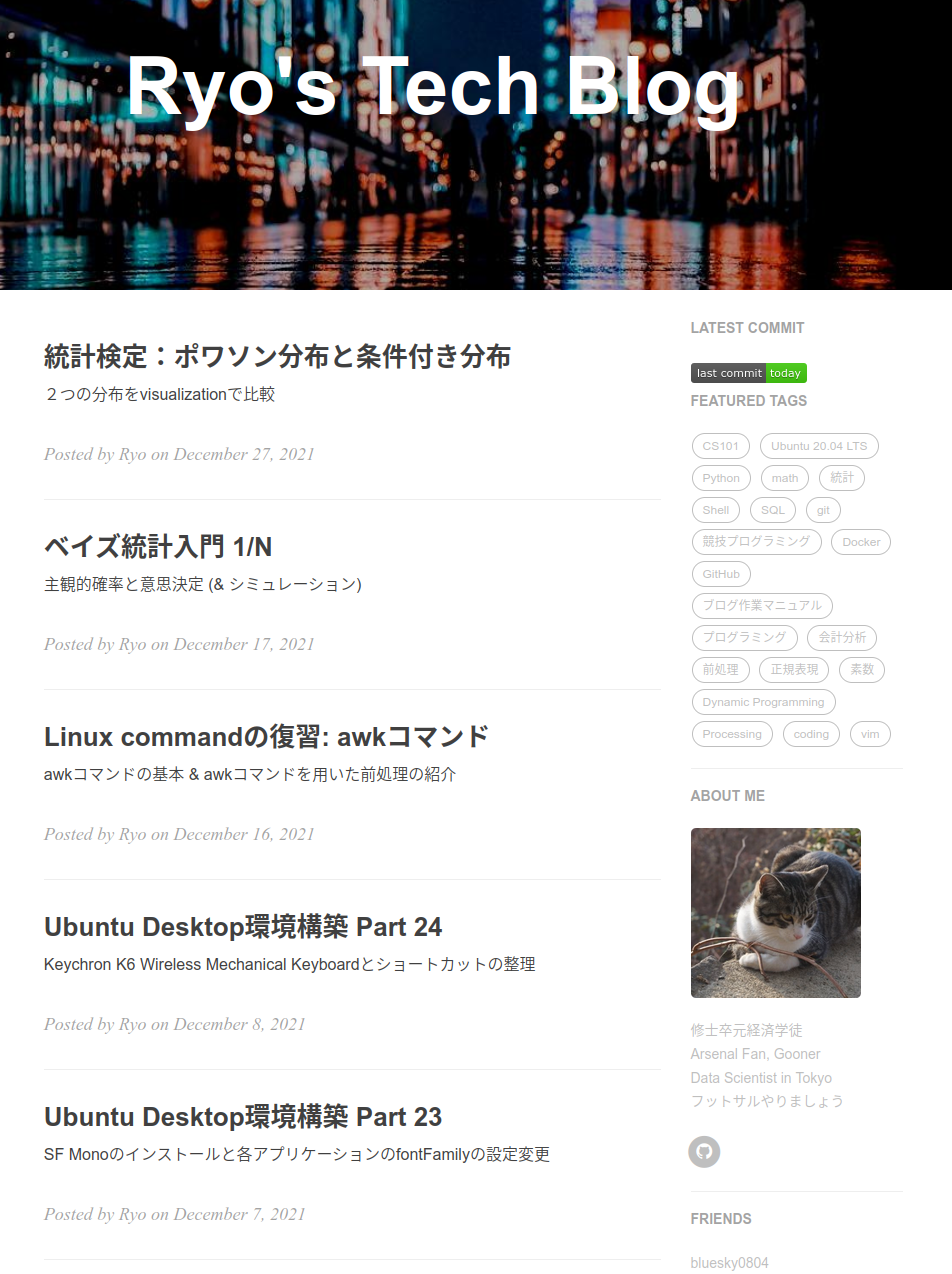 Ryo's Tech Blog
統計検定：ポワソン分布と条件付き分布
２つの分布をvisualizationで比較
Posted by Ryo on December 27, 2021
ベイズ統計入門 1/N
主観的確率と意思決定 (& シミュレーション)
Posted by Ryo on December 17, 2021
Linux commandの復習: awkコマンド
awkコマンドの基本 & awkコマンドを用いた前処理の紹介
Posted by Ryo on December 16, 2021
Ubuntu Desktop環境構築 Part 24
Keychron K6 Wireless Mechanical Keyboardとショートカットの整理
Posted by Ryo on December 8, 2021
Ubuntu Desktop環境構築 Part 23
SF Monoのインストールと各アプリケーションのfontFamilyの設定変更
Posted by Ryo on December 7, 2021
LATEST COMMIT
last commit today
FEATURED TAGS
CS101 Ubuntu 20.04 LTS
Python math 統計
Shell SQL git
競技プログラミング Docker
GitHub
ブログ作業マニュアル
プログラミング 会計分析
前処理 正規表現 素数
Dynamic Programming
Processing coding vim
ABOUT ME
修士卒元経済学徒
Arsenal Fan, Gooner
Data Scientist in Tokyo
フットサルやりましょう
FRIENDS
bluesky0804